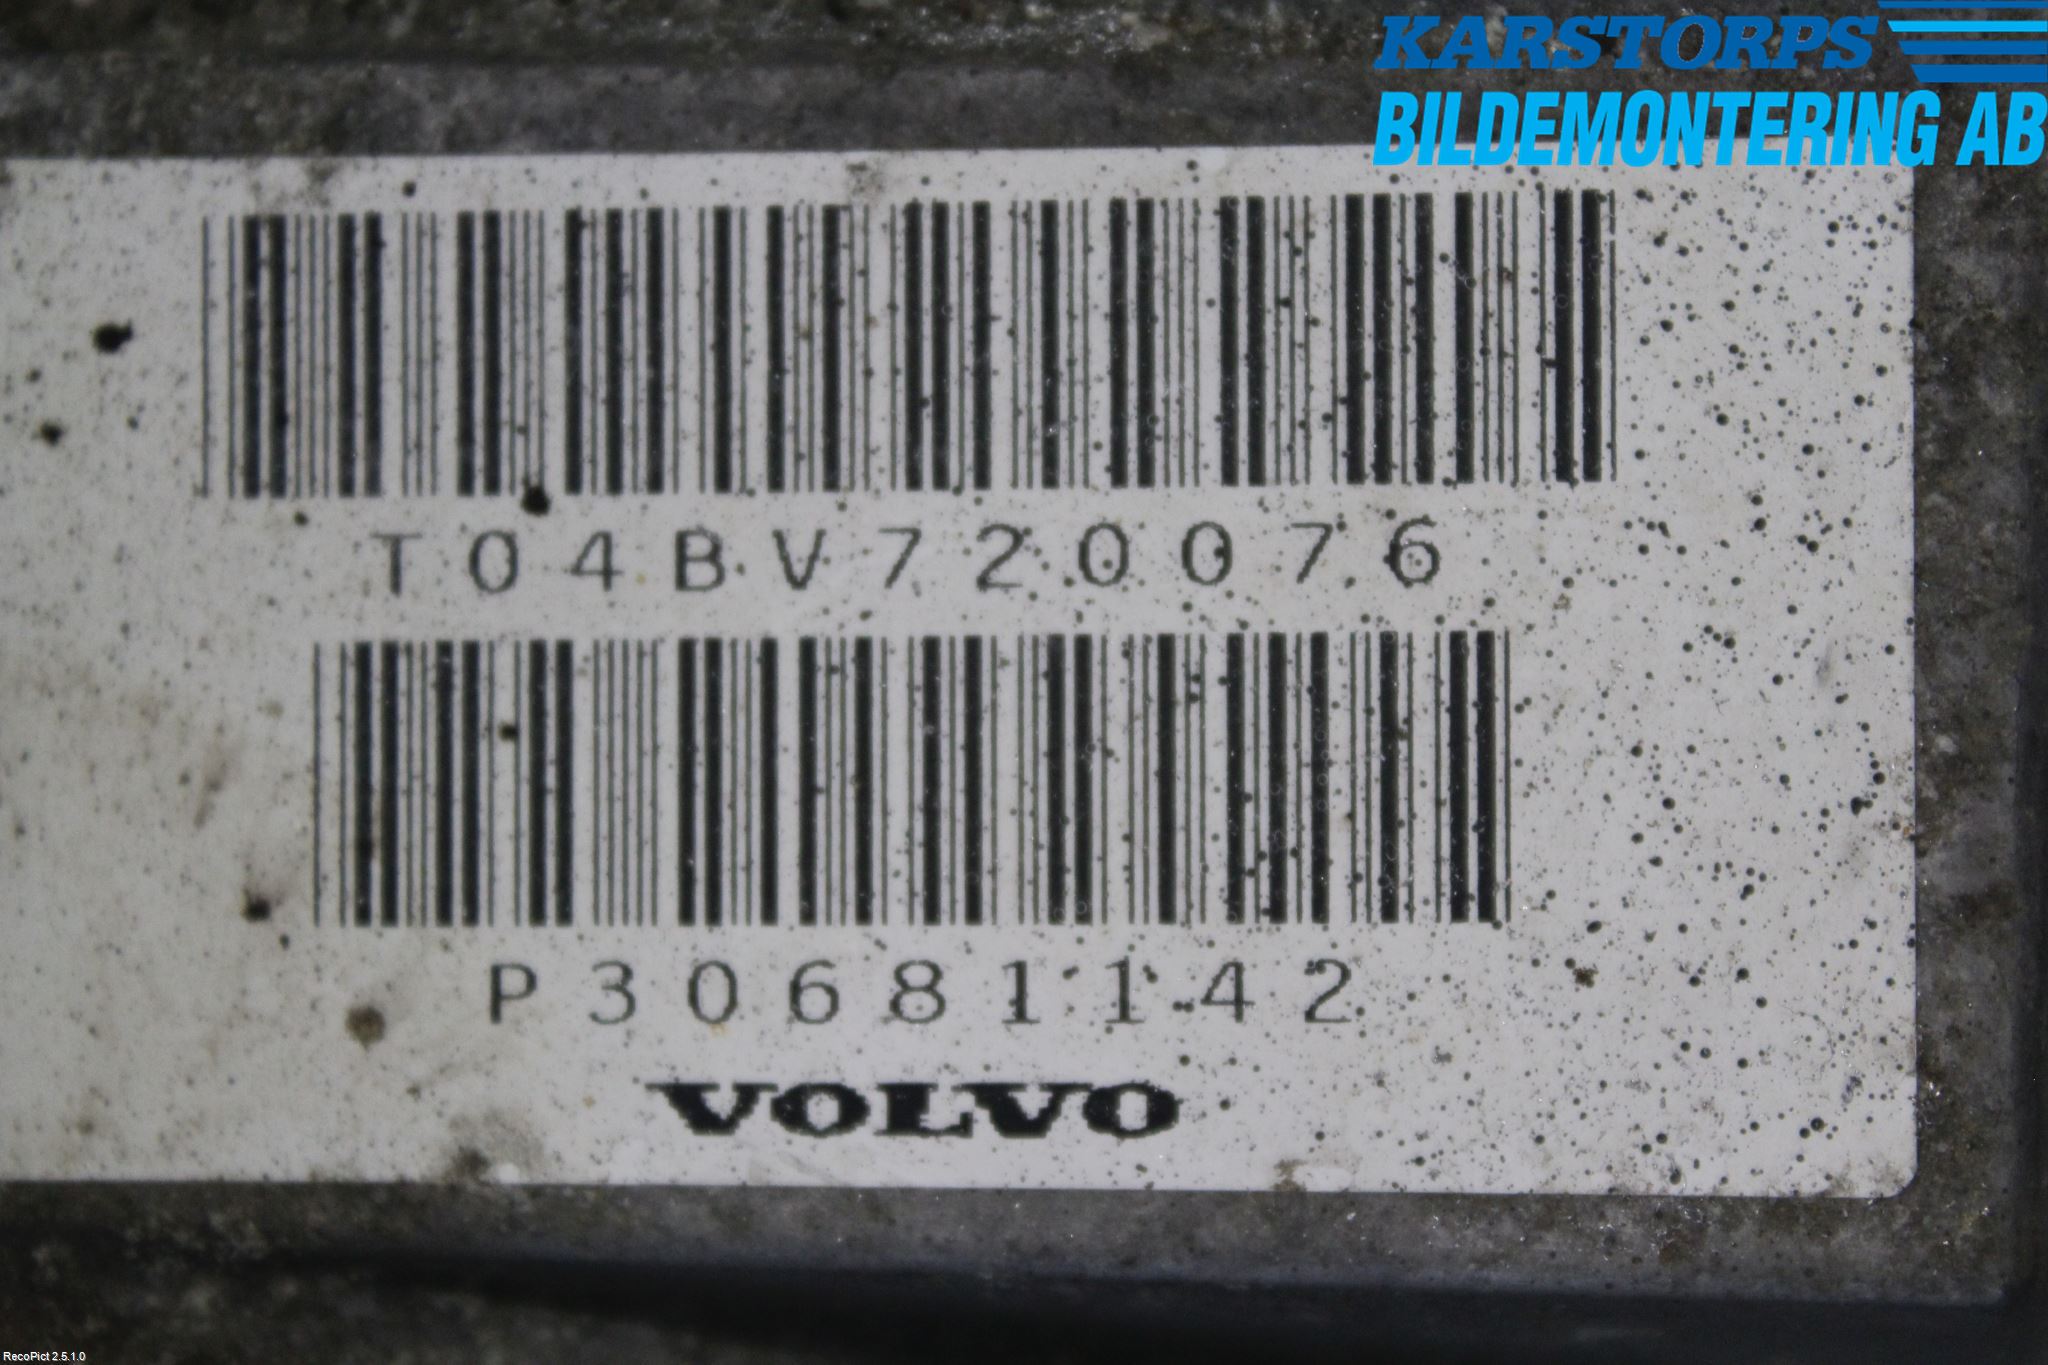 KARSTORPS
BILDEMONTERING AB
T04BV720076
P30681142
VOLVO
RecoPict 2.5.1.0